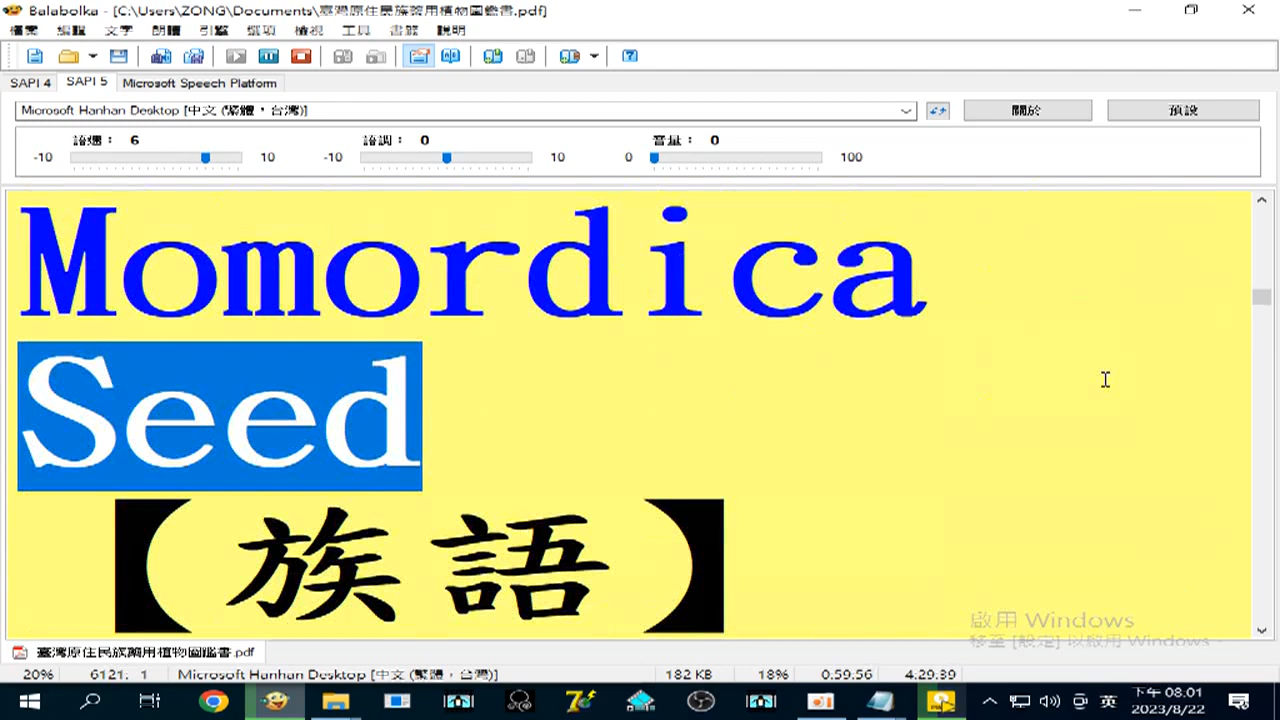 Balabolka - [C:\Users\ZONG\Documents\臺灣原住民族藥用植物圖鑑書.pdf]
檔案 編輯 文字 朗讀 引擎 選項 檢視 工具 書籤 說明
SAPI 4 SAPI 5 Microsoft Speech Platform
Microsoft Hanhan Desktop [中文 (繁體，台灣)] 關於 預設
語速： 6 語調： 0 音量： 0
-10 10 -10 10 0 100
Momordica
Seed
【族語】
啟用 Windows
移至 [設定] 以啟用 Windows。
臺灣原住民族藥用植物圖鑑書.pdf
20% 6121: 1 Microsoft Hanhan Desktop [中文 (繁體，台灣)] 182 KB 18% 0.59.56 4.29.39
英 下午 08.01
2023/8/22